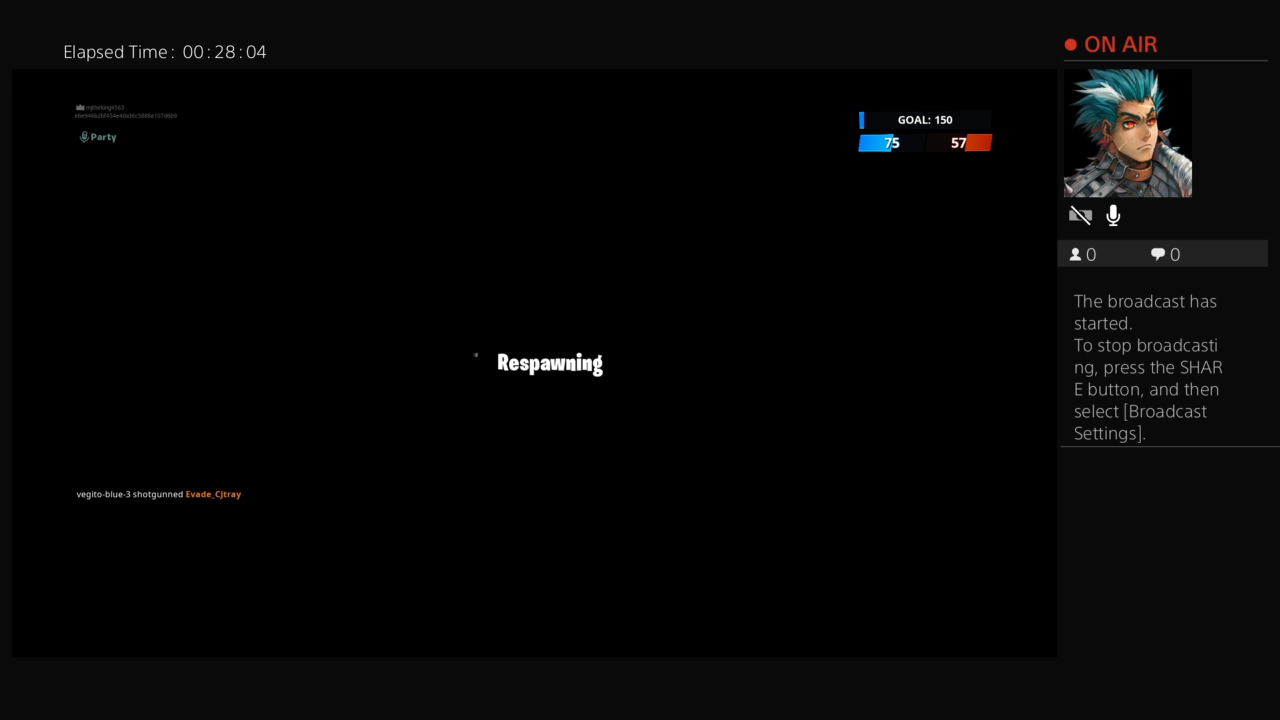 Elapsed Time: 00:28:04
ON AIR
mjtheking4563
Party
GOAL: 150
75 57
0 0
The broadcast has
started.
To stop broadcasti
ng, press the SHAR
E button, and then
select [Broadcast
Settings].
Respawning
vegito-blue-3 shotgunned Evade_CJtray